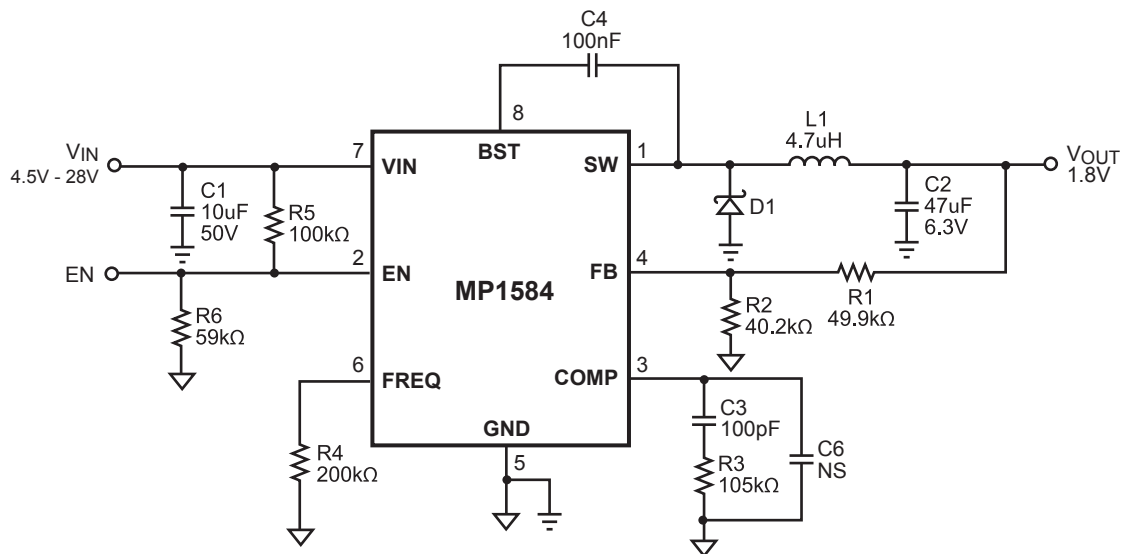 C4
100nF
8
BST
VIN
4.5V - 28V
7
VIN
C1
10uF
50V
R5
100kΩ
SW
1
L1
4.7uH
VOUT
1.8V
D1
C2
47uF
6.3V
EN
2
EN
MP1584
FB
4
R1
49.9kΩ
R2
40.2kΩ
R6
59kΩ
6
FREQ
R4
200kΩ
COMP
3
C3
100pF
R3
105kΩ
C6
NS
GND
5